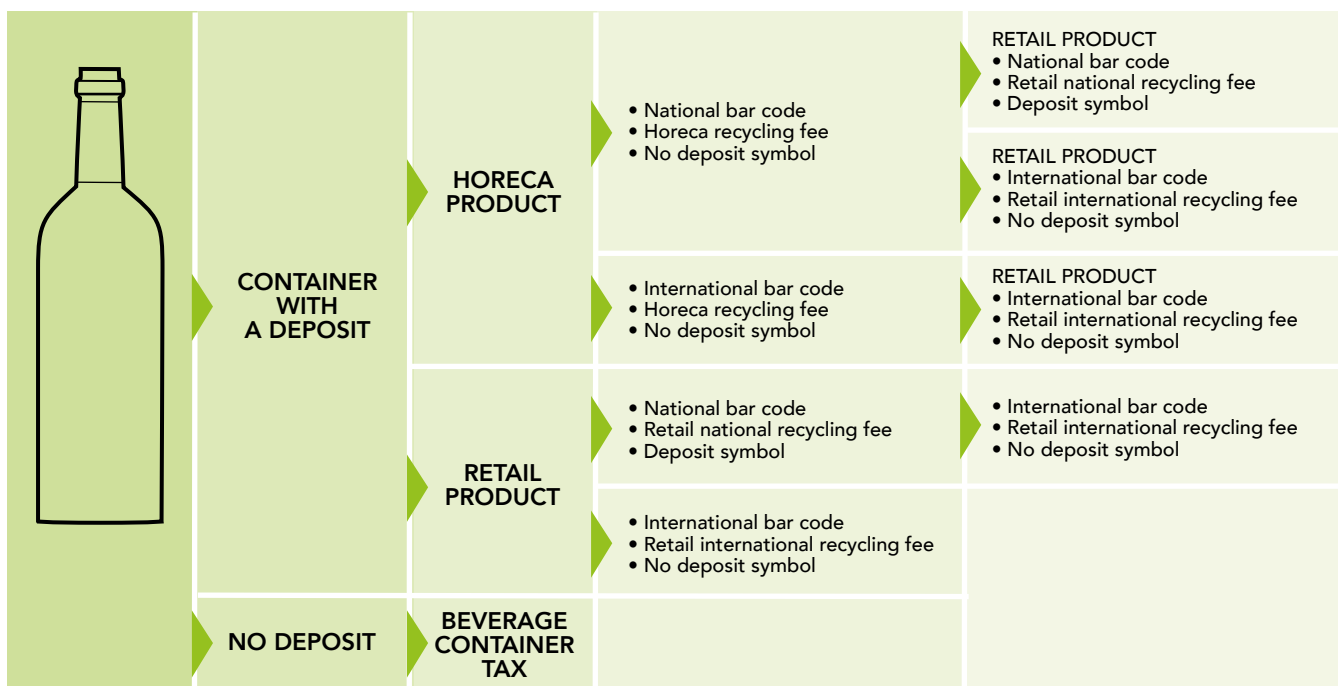 CONTAINER
WITH
A DEPOSIT
HORECA
PRODUCT
• National bar code
• Horeca recycling fee
• No deposit symbol
RETAIL PRODUCT
• National bar code
• Retail national recycling fee
• Deposit symbol
RETAIL PRODUCT
• International bar code
• Retail international recycling fee
• No deposit symbol
• International bar code
• Horeca recycling fee
• No deposit symbol
RETAIL PRODUCT
• International bar code
• Retail international recycling fee
• No deposit symbol
RETAIL
PRODUCT
• National bar code
• Retail national recycling fee
• Deposit symbol
• International bar code
• Retail international recycling fee
• No deposit symbol
• International bar code
• Retail international recycling fee
• No deposit symbol
NO DEPOSIT
BEVERAGE
CONTAINER
TAX